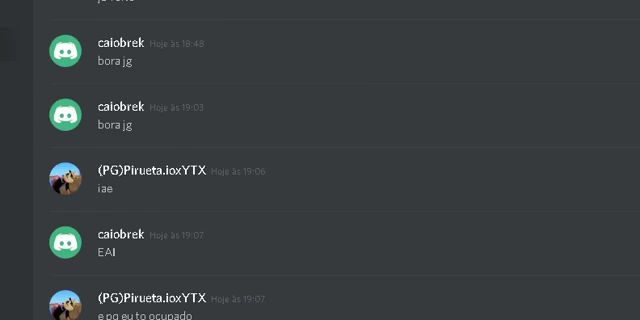 caiobrek Hoje às 18:48
bora jg
caiobrek Hoje às 19:03
bora jg
(PG)Pirueta.ioxYTX Hoje às 19:06
iae
caiobrek Hoje às 19:07
EAI
(PG)Pirueta.ioxYTX Hoje às 19:07
e pq eu to ocupado